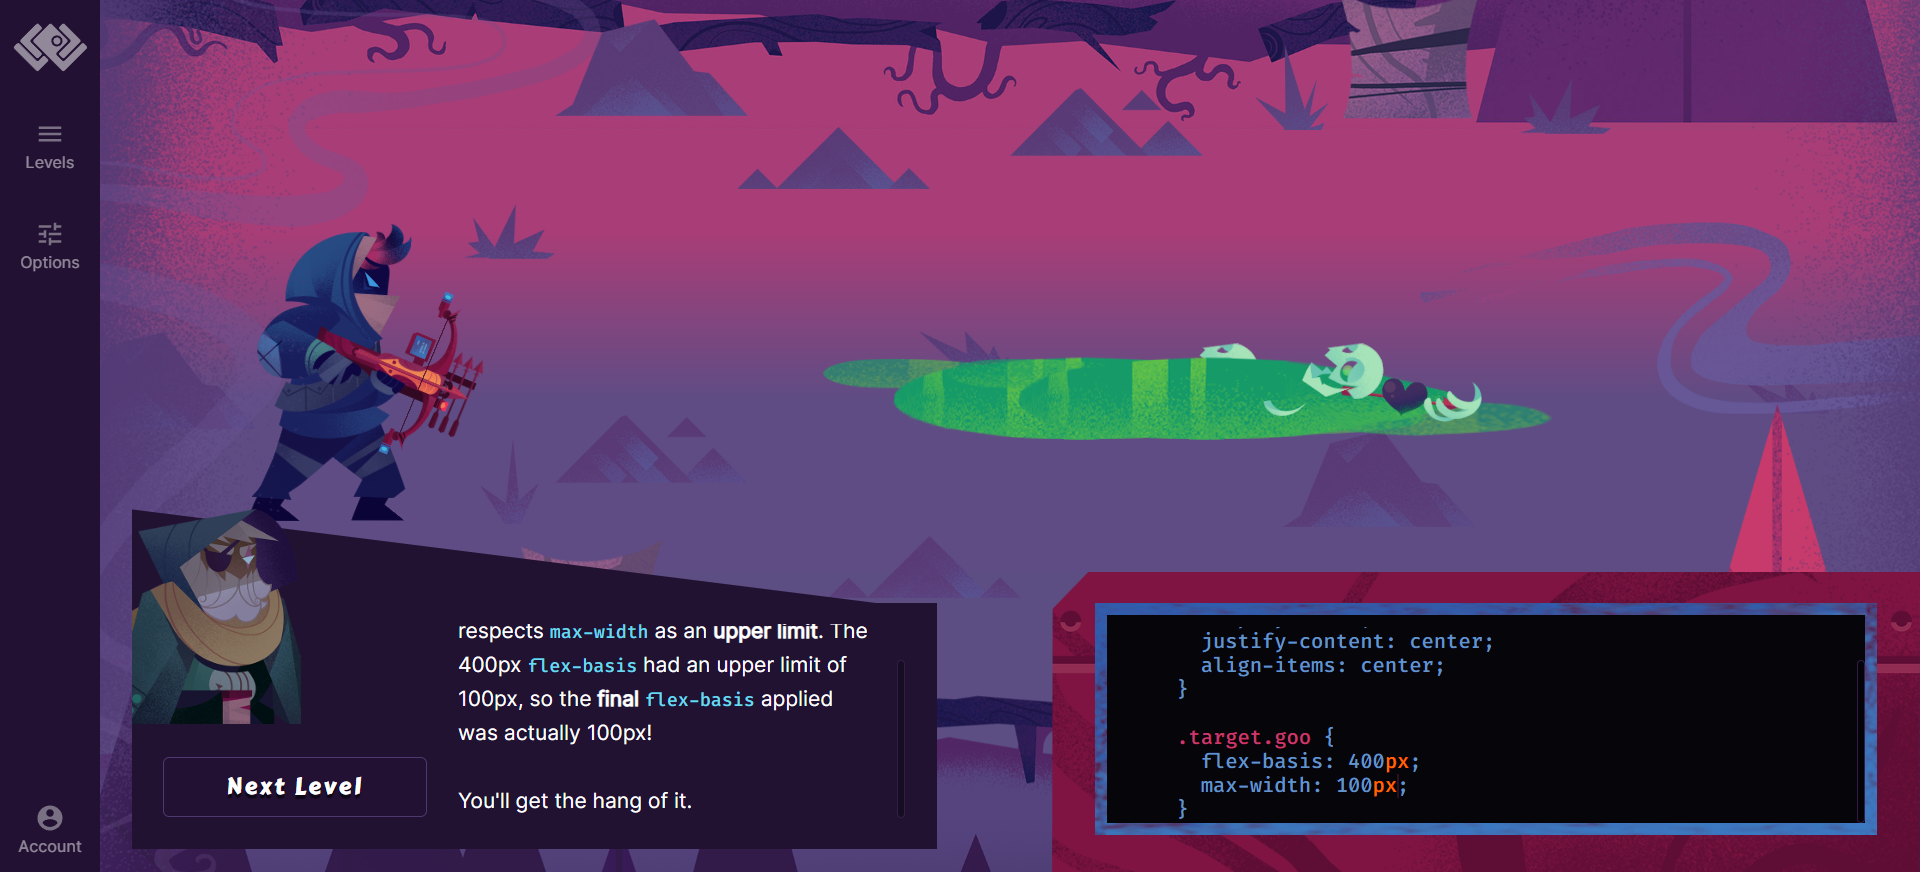 Levels
Options
Account
respects max-width as an upper limit. The
400px flex-basis had an upper limit of
100px, so the final flex-basis applied
was actually 100px!
You'll get the hang of it.
Next Level
justify-content: center;
align-items: center;
}
.target.goo {
flex-basis: 400px;
max-width: 100px;
}